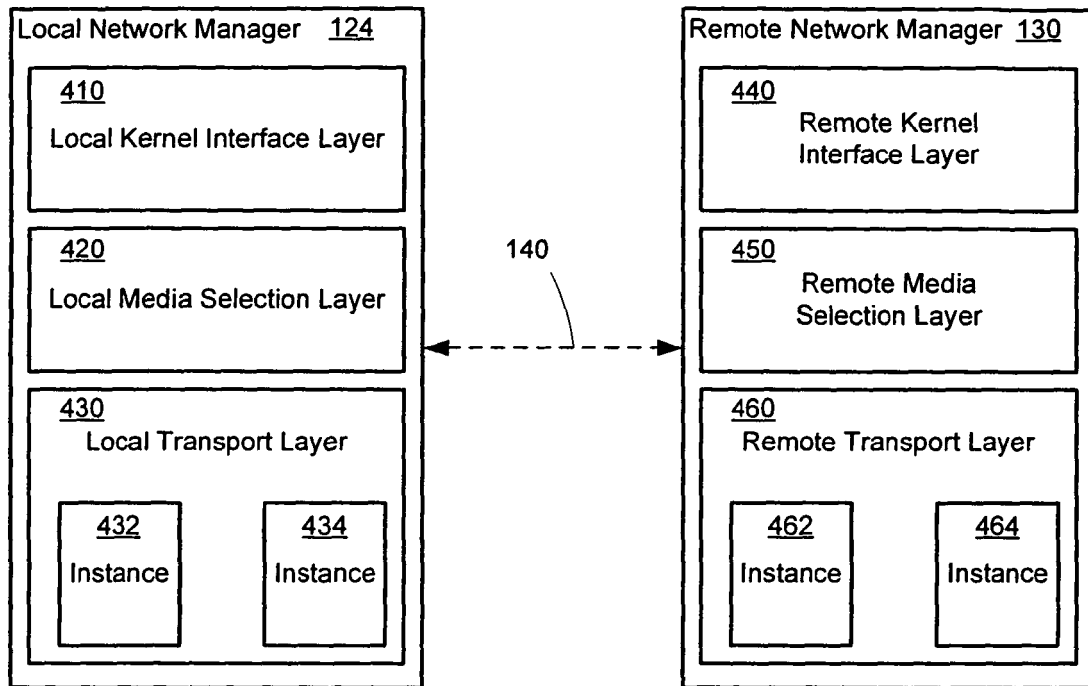 Local Network Manager 124
410
Local Kernel Interface Layer
420
Local Media Selection Layer
430
Local Transport Layer
432
Instance
434
Instance
140
Remote Network Manager 130
440
Remote Kernel
Interface Layer
450
Remote Media
Selection Layer
460
Remote Transport Layer
462
Instance
464
Instance